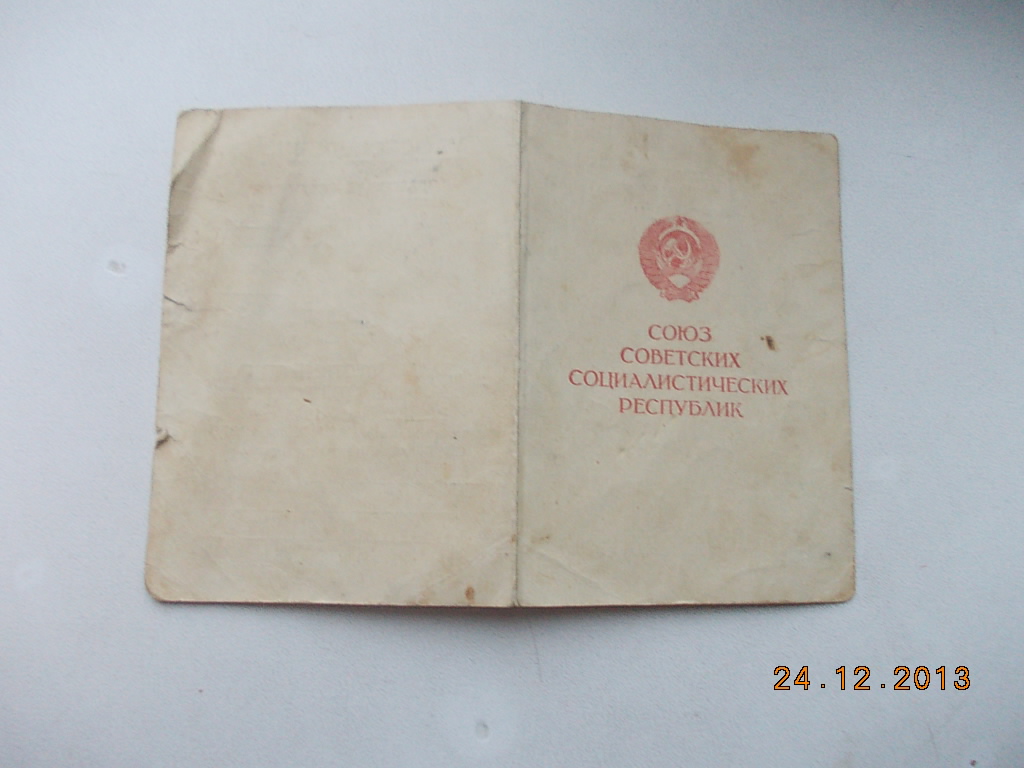 СОЮЗ
СОВЕТСКИХ
СОЦИАЛИСТИЧЕСКИХ
РЕСПУБЛИК
24.12.2013